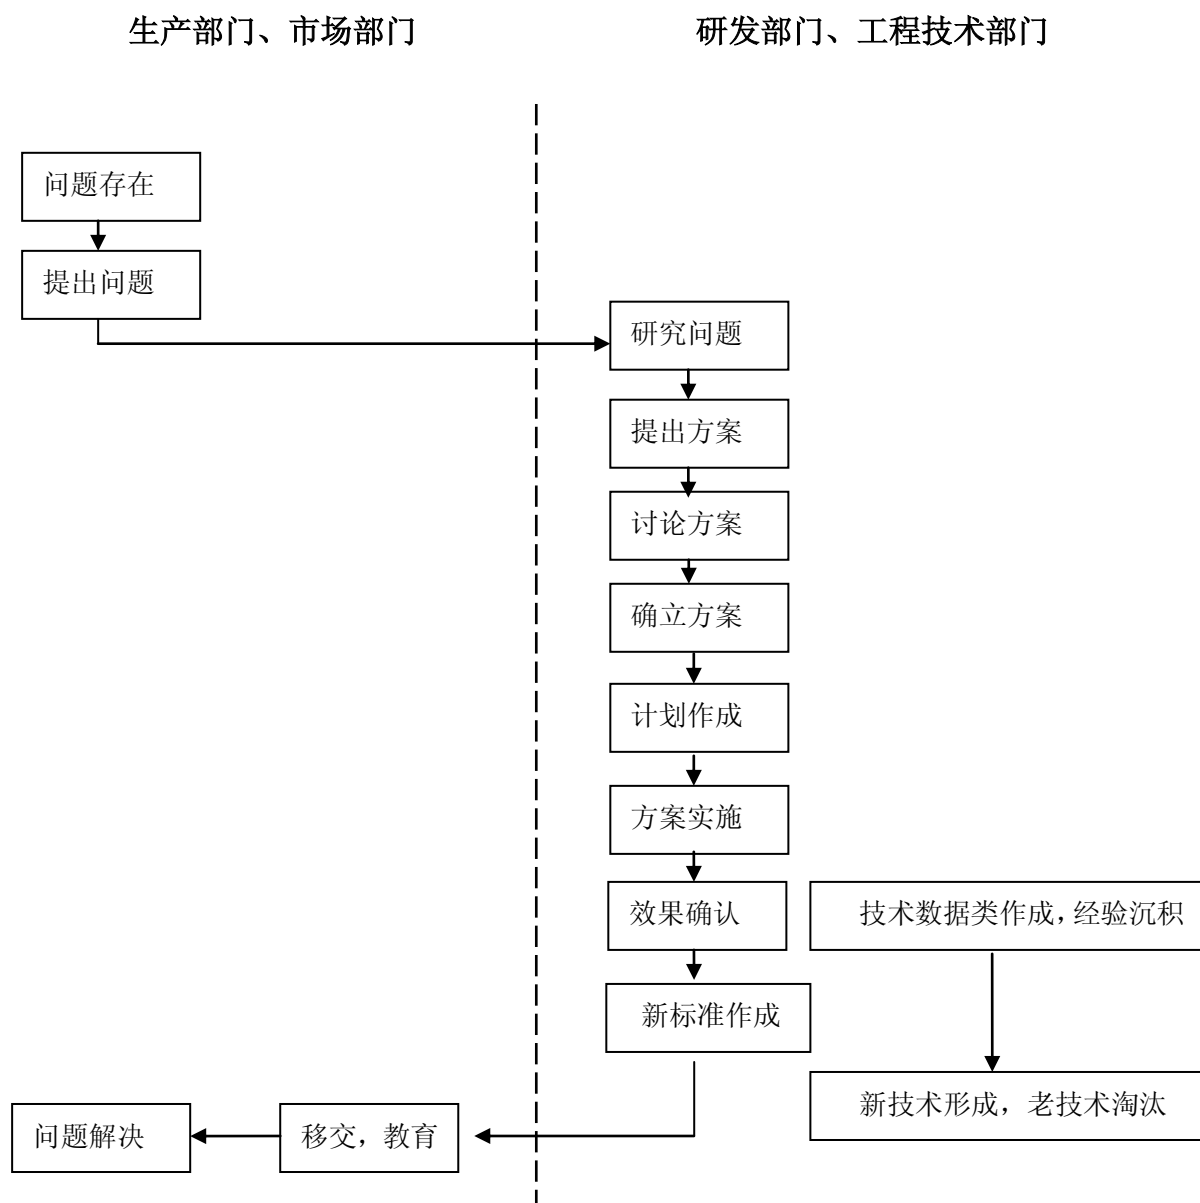 生产部门、市场部门
研发部门、工程技术部门
问题存在
提出问题
研究问题
提出方案
讨论方案
确立方案
计划作成
方案实施
效果确认
技术数据类作成，经验沉积
新标准作成
新技术形成，老技术淘汰
问题解决
移交，教育